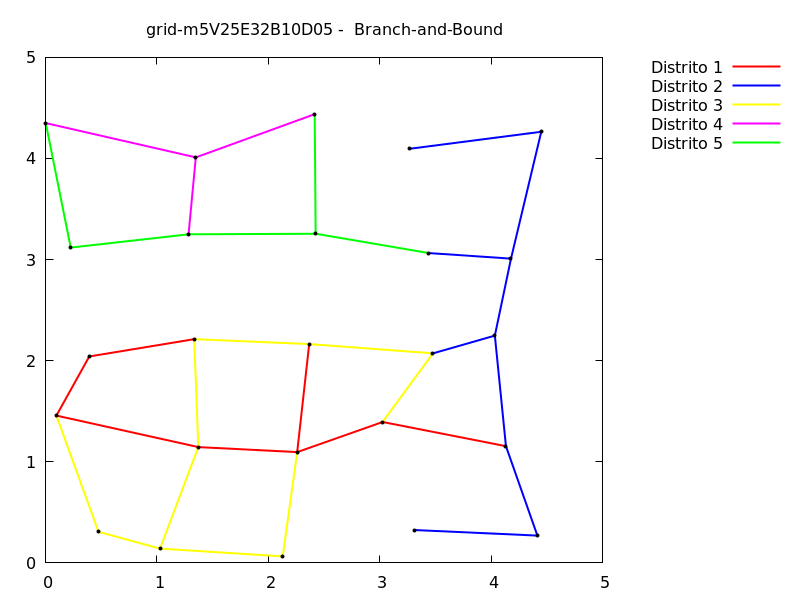 grid-m5V25E32B10D05 -  Branch-and-Bound
Distrito 1
Distrito 2
Distrito 3
Distrito 4
Distrito 5
5
4
3
2
1
0
0 1 2 3 4 5